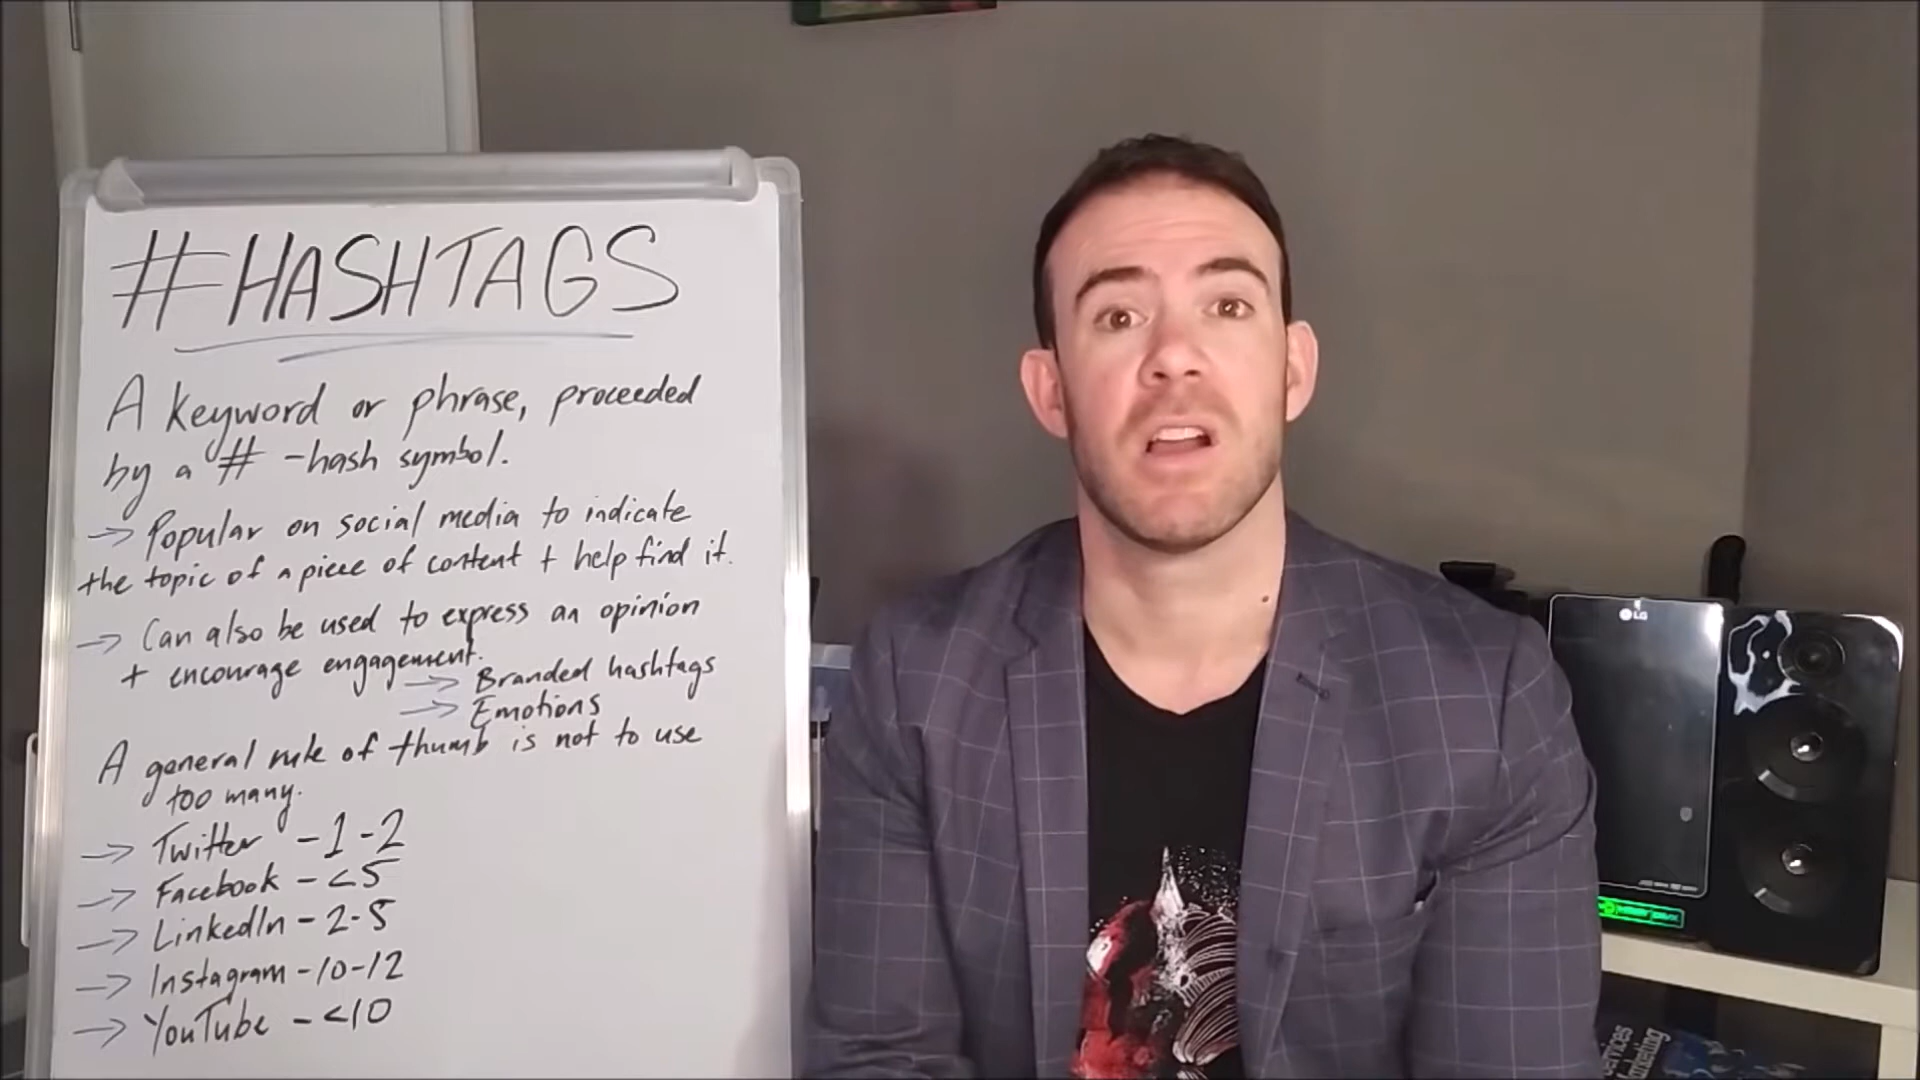 #HASHTAGS
A keyword or phrase, proceeded
by a # -hash symbol.
→ Popular on social media to indicate
the topic of a piece of content + help find it.
→ Can also be used to express an opinion
+ encourage engagement.
→ Branded hashtags
→ Emotions
A general rule of thumb is not to use
too many.
→ Twitter - 1-2
→ Facebook - <5
→ LinkedIn - 2-5
→ Instagram - 10-12
→ YouTube - <10
LG